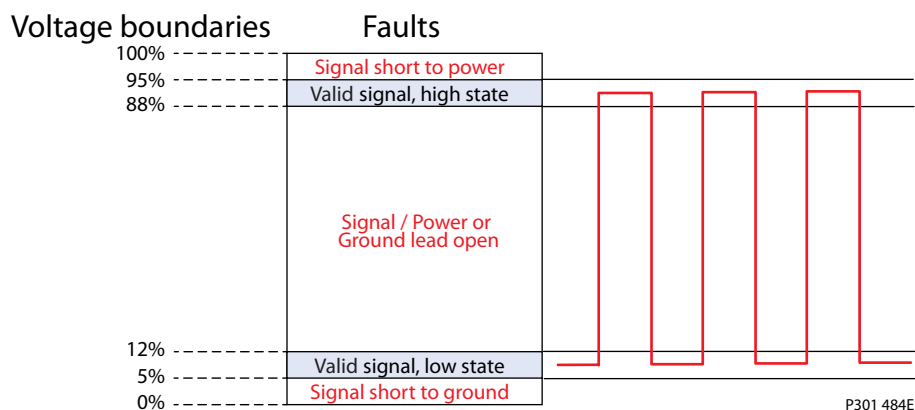 Voltage boundaries Faults
100%
Signal short to power
95%
Valid signal, high state
88%
Signal / Power or
Ground lead open
12%
Valid signal, low state
5%
Signal short to ground
0%
P301 484E